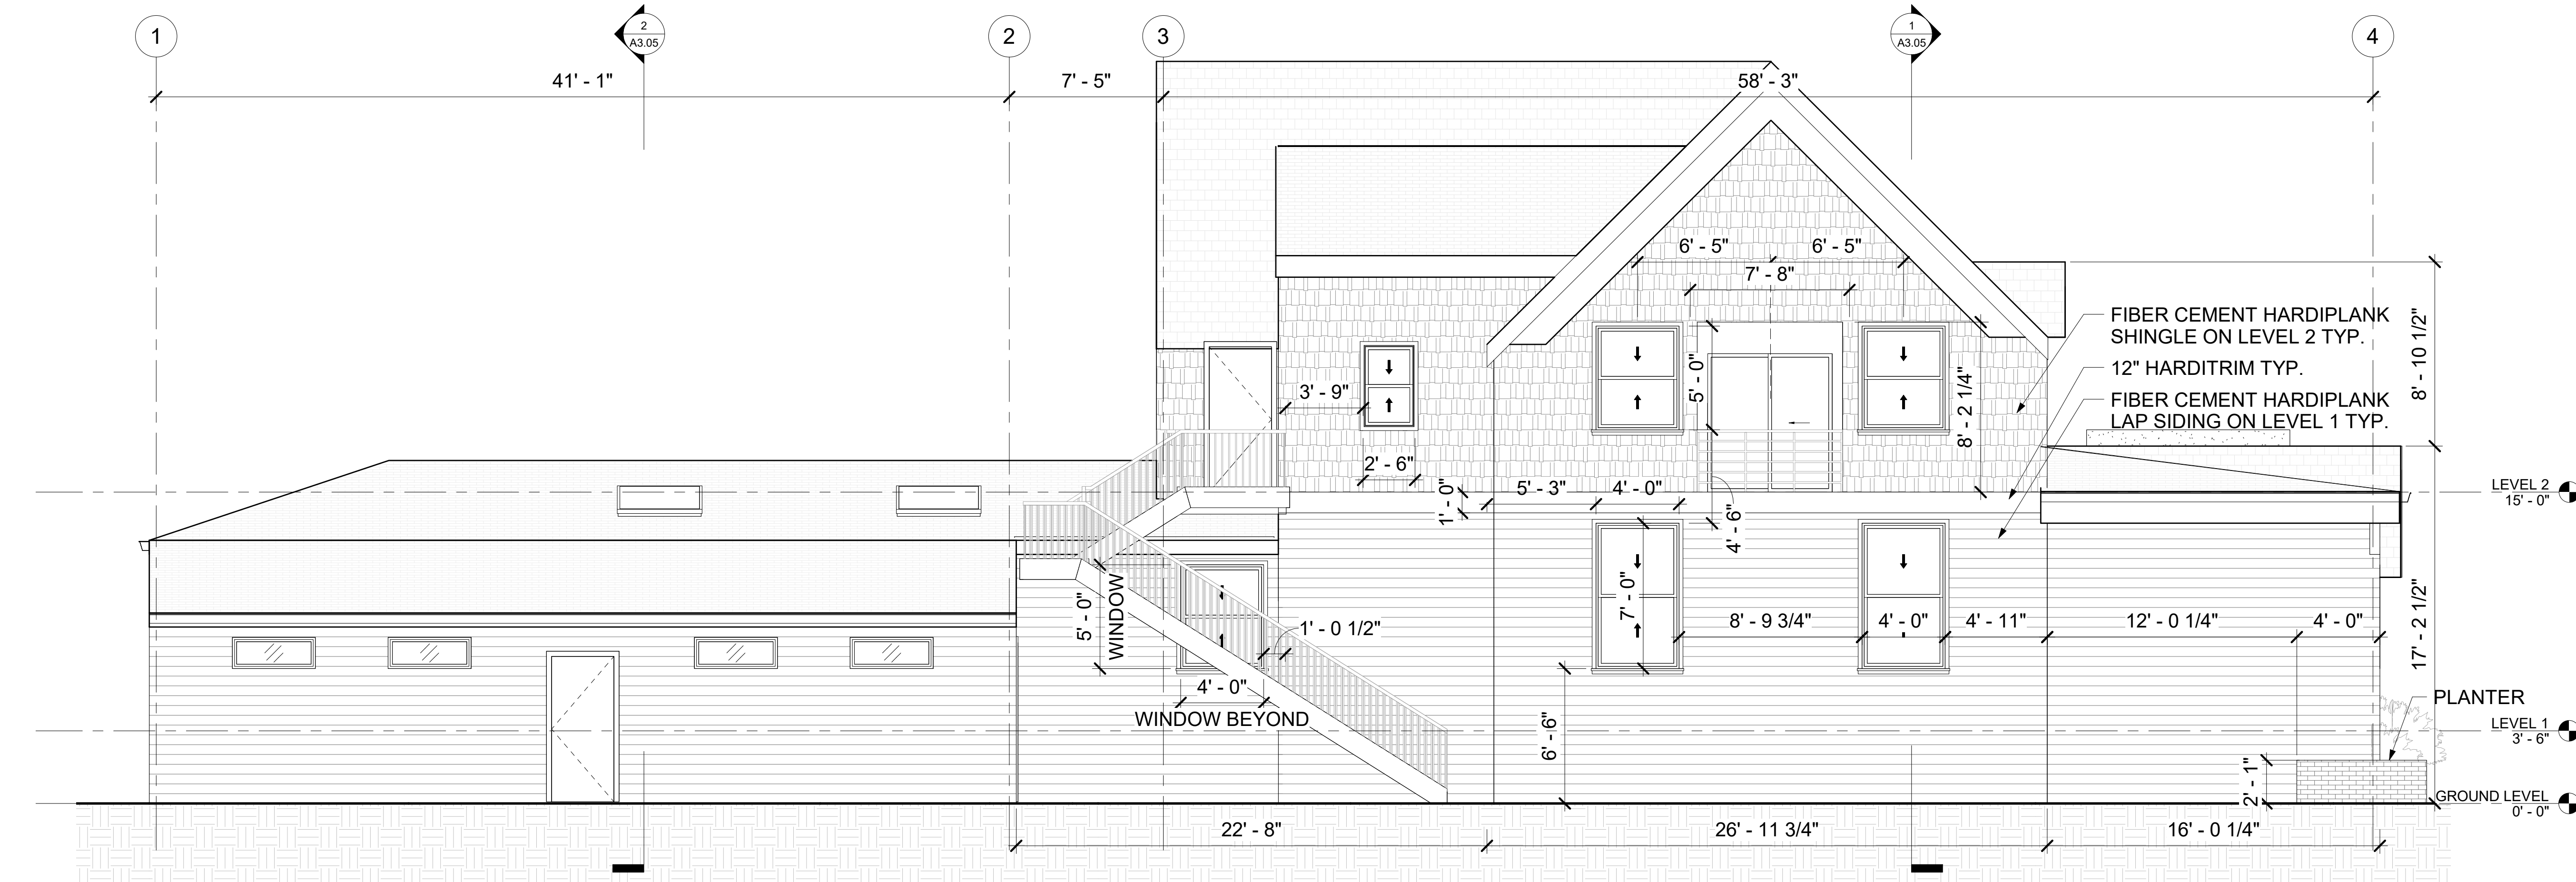 1
2
A3.05
2
3
1
A3.05
4
41' - 1"
7' - 5"
58' - 3"
6' - 5"
6' - 5"
7' - 8"
FIBER CEMENT HARDIPLANK
SHINGLE ON LEVEL 2 TYP.
12" HARDITRIM TYP.
FIBER CEMENT HARDIPLANK
LAP SIDING ON LEVEL 1 TYP.
8' - 10 1/2"
5' - 0"
8' - 2 1/4"
3' - 9"
2' - 6"
1' - 0"
5' - 3"
4' - 0"
4' - 6"
LEVEL 2
15' - 0"
5' - 0"
WINDOW
7' - 0"
1' - 0 1/2"
8' - 9 3/4"
4' - 0"
4' - 11"
12' - 0 1/4"
4' - 0"
17' - 2 1/2"
4' - 0"
WINDOW BEYOND
PLANTER
6' - 6"
LEVEL 1
3' - 6"
2' - 1"
GROUND LEVEL
0' - 0"
22' - 8"
26' - 11 3/4"
16' - 0 1/4"